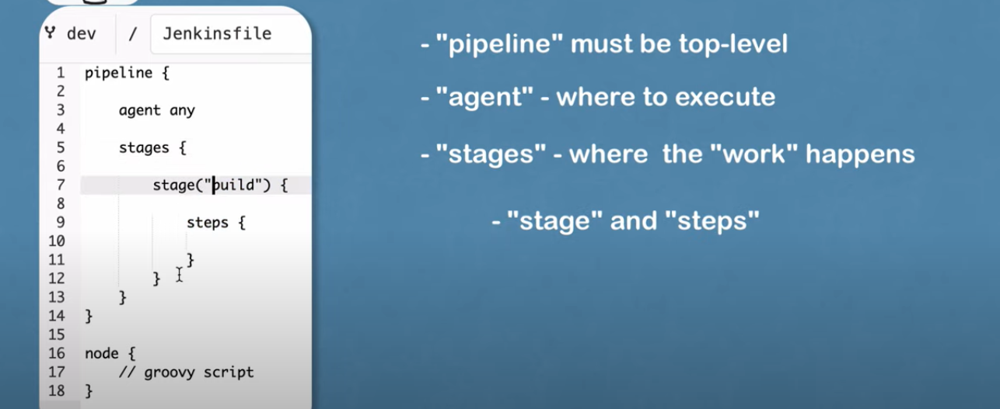 dev / Jenkinsfile
1 pipeline {
2
3 agent any
4
5 stages {
6
7 stage("build") {
8
9 steps {
10
11 }
12 }
13 }
14 }
15
16 node {
17 // groovy script
18 }
- "pipeline" must be top-level
- "agent" - where to execute
- "stages" - where the "work" happens
- "stage" and "steps"